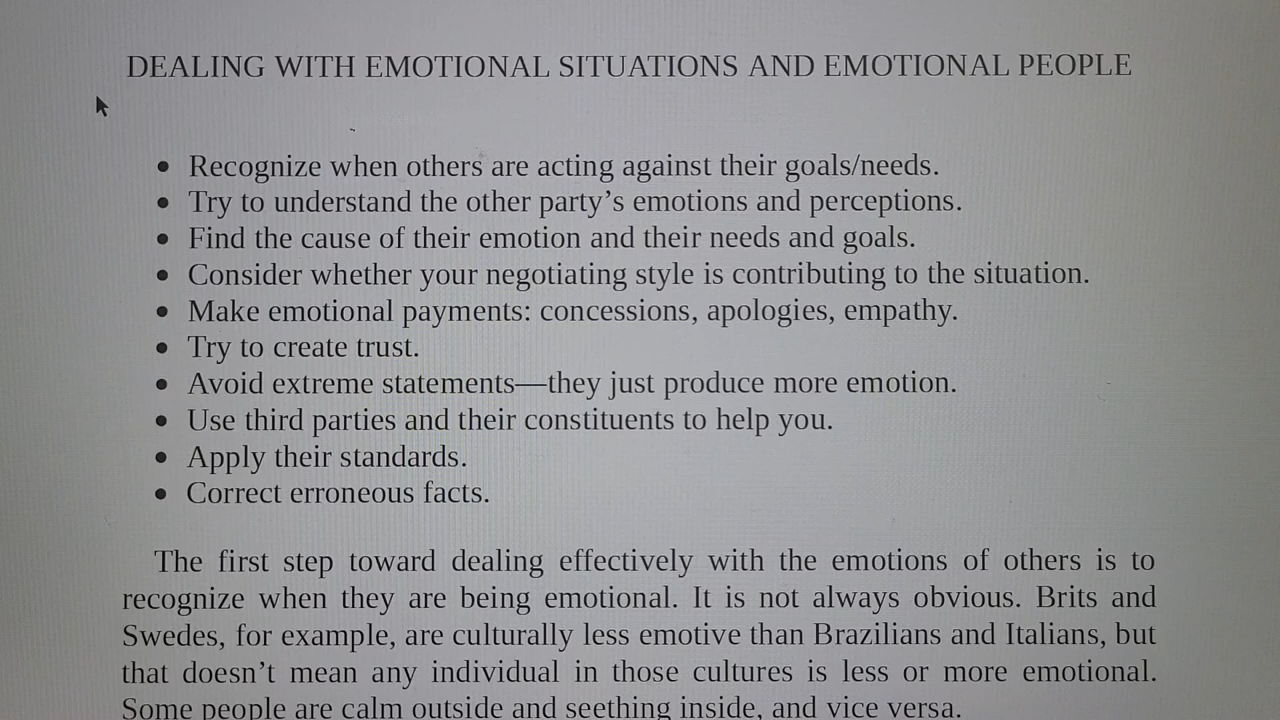 DEALING WITH EMOTIONAL SITUATIONS AND EMOTIONAL PEOPLE
• Recognize when others are acting against their goals/needs.
• Try to understand the other party’s emotions and perceptions.
• Find the cause of their emotion and their needs and goals.
• Consider whether your negotiating style is contributing to the situation.
• Make emotional payments: concessions, apologies, empathy.
• Try to create trust.
• Avoid extreme statements—they just produce more emotion.
• Use third parties and their constituents to help you.
• Apply their standards.
• Correct erroneous facts.
The first step toward dealing effectively with the emotions of others is to
recognize when they are being emotional. It is not always obvious. Brits and
Swedes, for example, are culturally less emotive than Brazilians and Italians, but
that doesn’t mean any individual in those cultures is less or more emotional.
Some people are calm outside and seething inside, and vice versa.